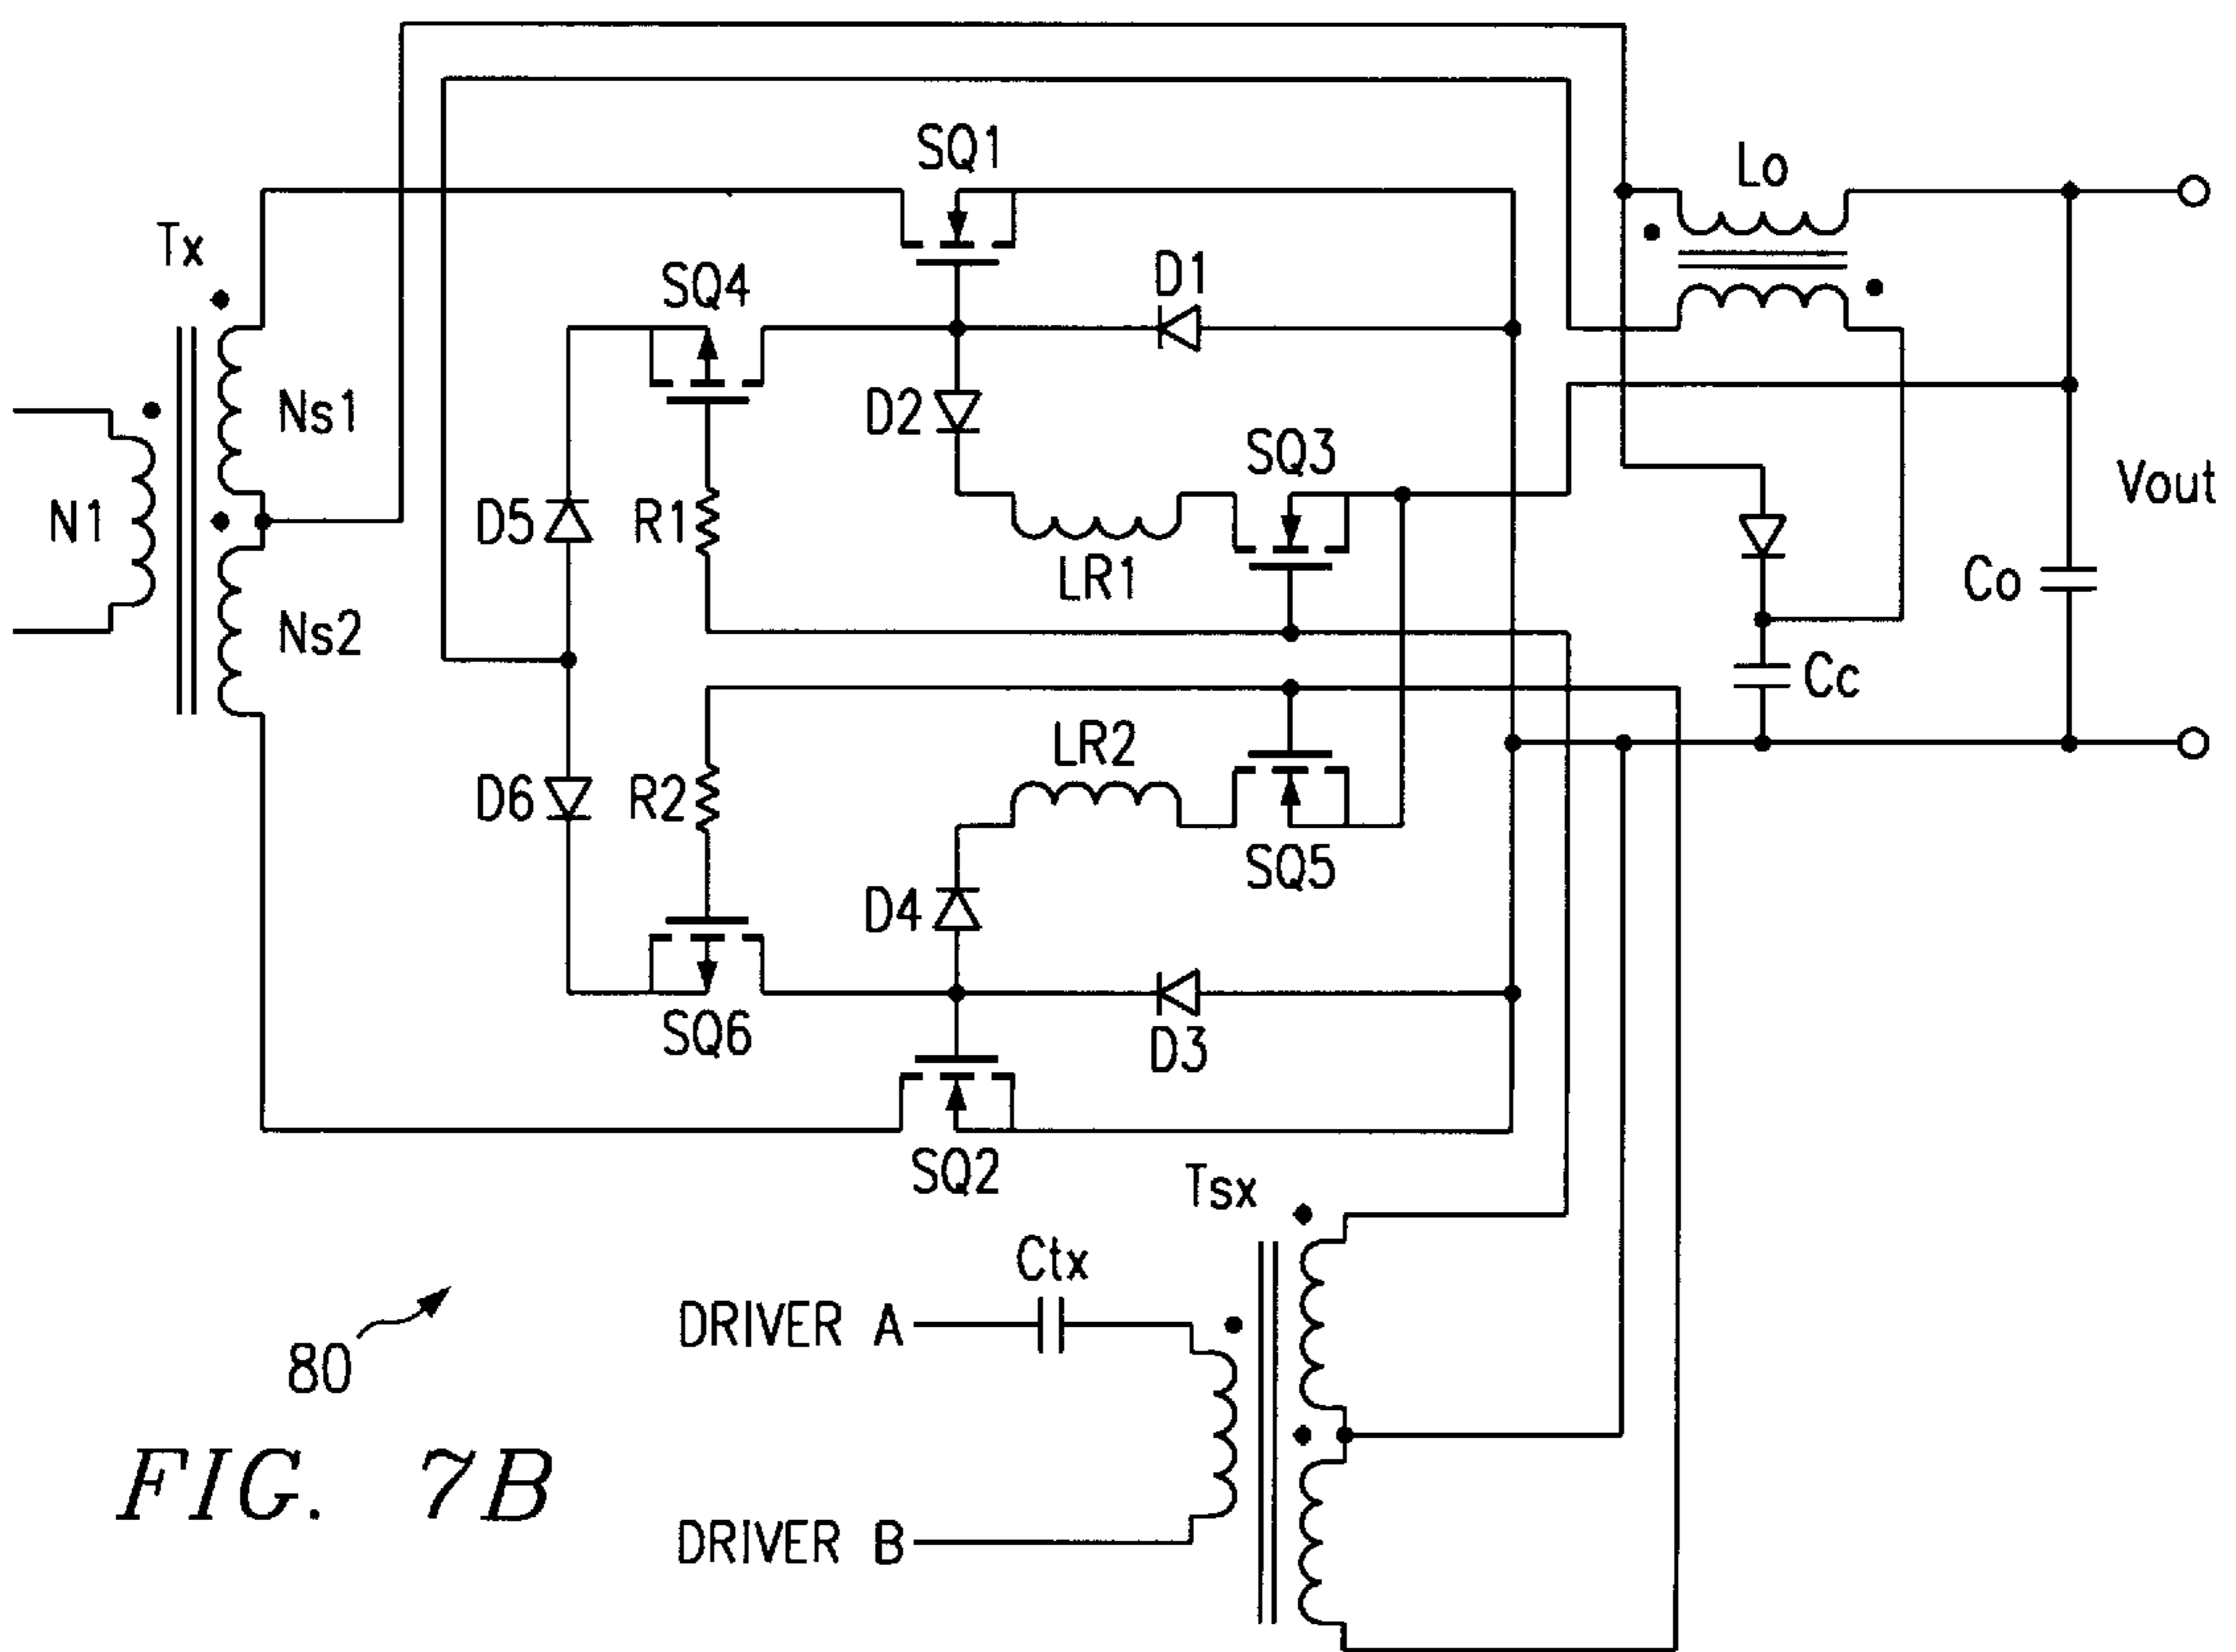 SQ1
Lo
Tx
SQ4
D1
Ns1
D2
SQ3
N1
D5
R1
LR1
Vout
Co
Ns2
Cc
LR2
D6
R2
SQ5
D4
SQ6
D3
SQ2
Tsx
Ctx
DRIVER A
80
FIG. 7B
DRIVER B